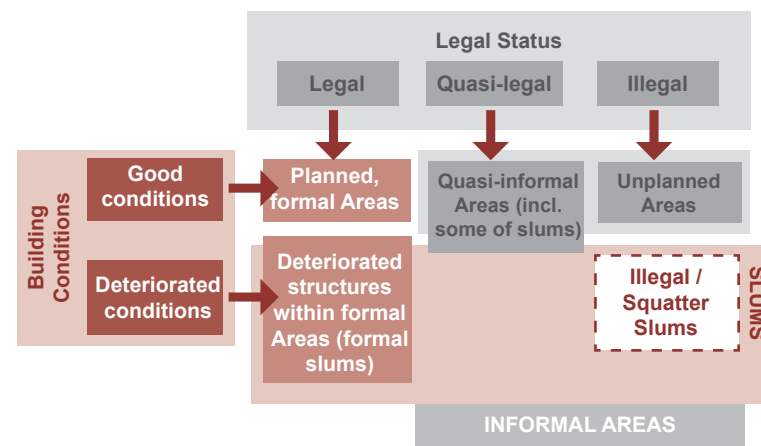 Legal Status
Legal
Quasi-legal
Illegal
Building
Conditions
Good
conditions
Planned,
formal Areas
Quasi-informal
Areas (incl.
some of slums)
Unplanned
Areas
Deteriorated
conditions
Deteriorated
structures
within formal
Areas (formal
slums)
Illegal /
Squatter
Slums
SLUMS
INFORMAL AREAS